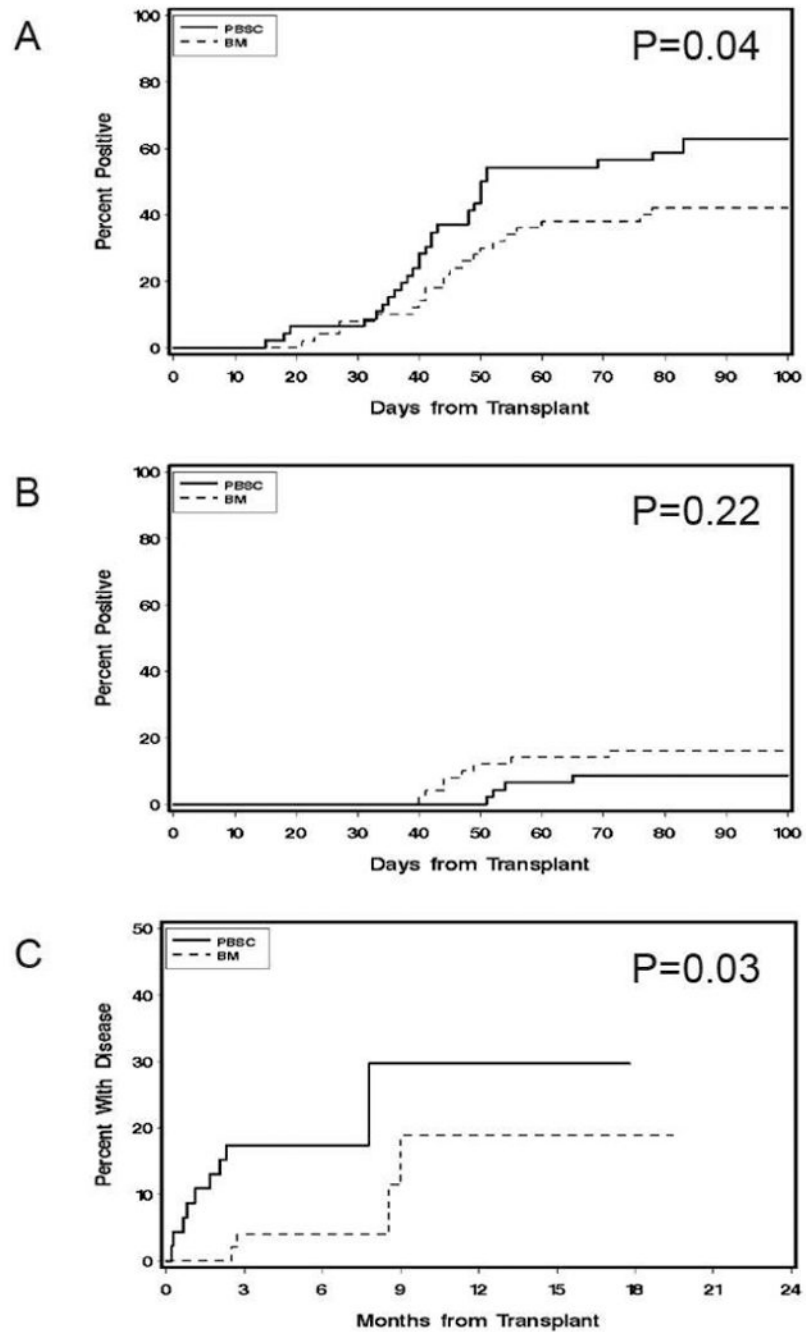 A
PBSC
BM
P=0.04
100
80
60
40
20
0
Percent Positive
0 10 20 30 40 50 60 70 80 90 100
Days from Transplant
B
PBSC
BM
P=0.22
100
80
60
40
20
0
Percent Positive
0 10 20 30 40 50 60 70 80 90 100
Days from Transplant
C
PBSC
BM
P=0.03
50
40
30
20
10
0
Percent With Disease
0 3 6 9 12 15 18 21 24
Months from Transplant